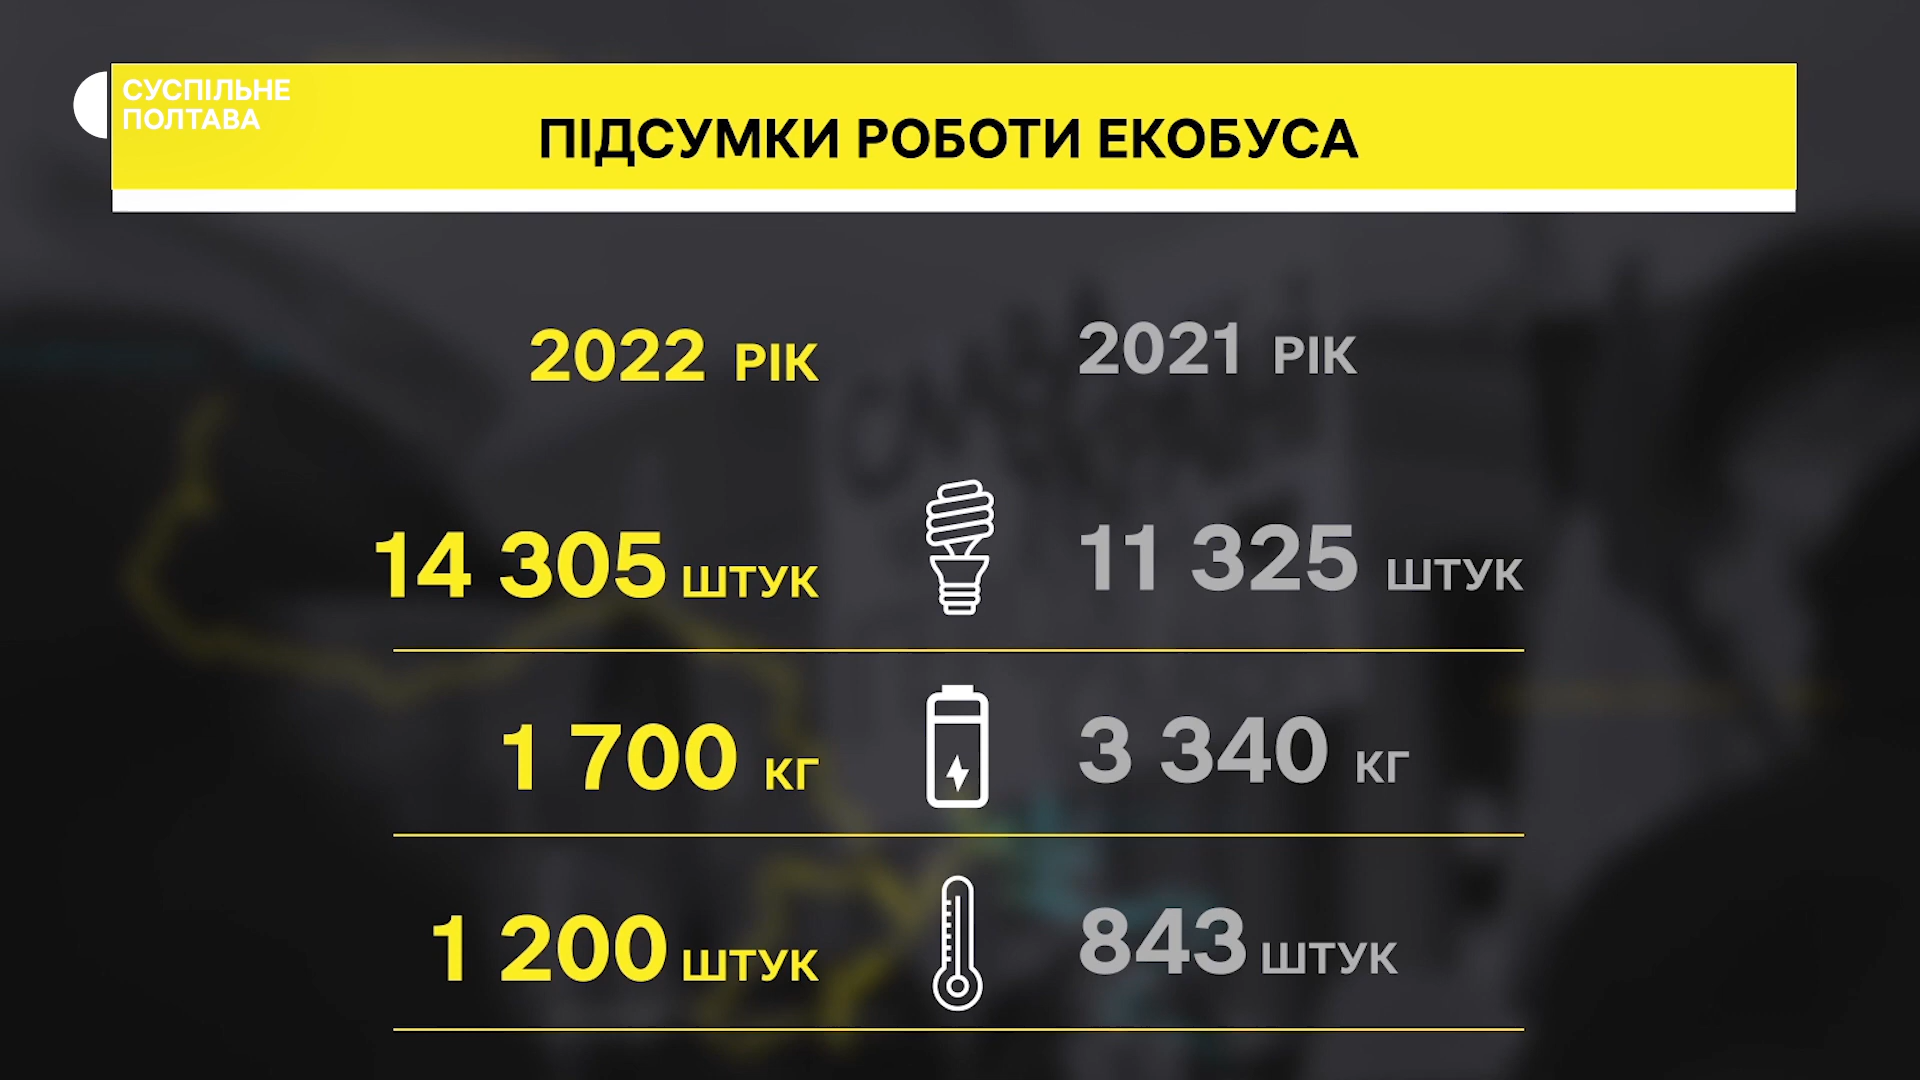 СУСПІЛЬНЕ
ПОЛТАВА
ПІДСУМКИ РОБОТИ ЕКОБУСА
2022 РІК 2021 РІК
14 305 ШТУК 11 325 ШТУК
1 700 КГ 3 340 КГ
1 200 ШТУК 843 ШТУК